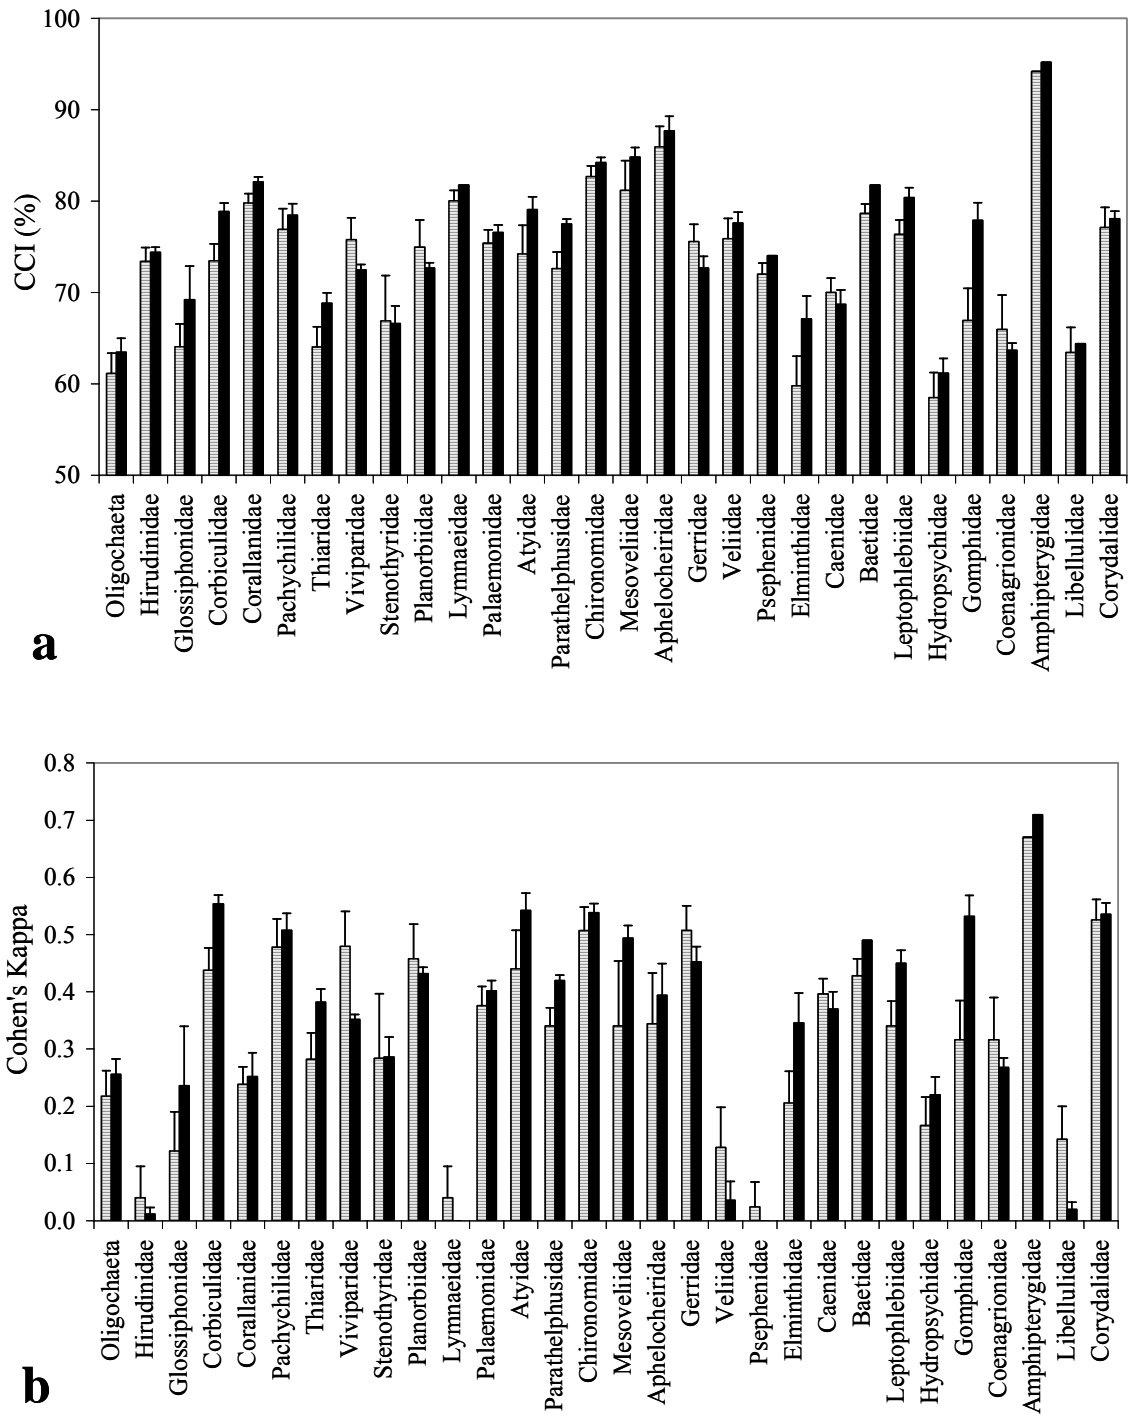 100
90
80
70
60
50
CCI (%)
Oligochaeta
Hirudinidae
Glossiphonidae
Corbiculidae
Corallanidae
Pachychilidae
Thiaridae
Viviparidae
Stenothyridae
Planorbiidae
Lymnaeidae
Palaemonidae
Atyidae
Parathelphusidae
Chironomidae
Mesoveliidae
Aphelocheiridae
Gerridae
Veliidae
Psephenidae
Elminthidae
Caenidae
Baetidae
Leptophlebiidae
Hydropsychidae
Gomphidae
Coenagrionidae
Amphipterygidae
Libellulidae
Corydalidae
a
0.8
0.7
0.6
0.5
0.4
0.3
0.2
0.1
0.0
Cohen's Kappa
Oligochaeta
Hirudinidae
Glossiphonidae
Corbiculidae
Corallanidae
Pachychilidae
Thiaridae
Viviparidae
Stenothyridae
Planorbiidae
Lymnaeidae
Palaemonidae
Atyidae
Parathelphusidae
Chironomidae
Mesoveliidae
Aphelocheiridae
Gerridae
Veliidae
Psephenidae
Elminthidae
Caenidae
Baetidae
Leptophlebiidae
Hydropsychidae
Gomphidae
Coenagrionidae
Amphipterygidae
Libellulidae
Corydalidae
b